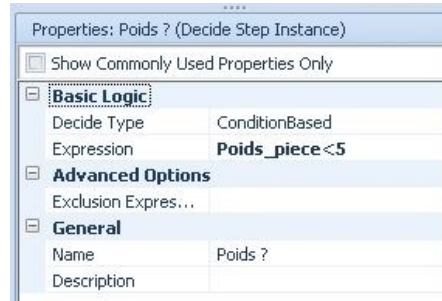 Properties: Poids ? (Decide Step Instance)
Show Commonly Used Properties Only
Basic Logic
Decide Type ConditionBased
Expression Poids_piece<5
Advanced Options
Exclusion Expres...
General
Name Poids ?
Description